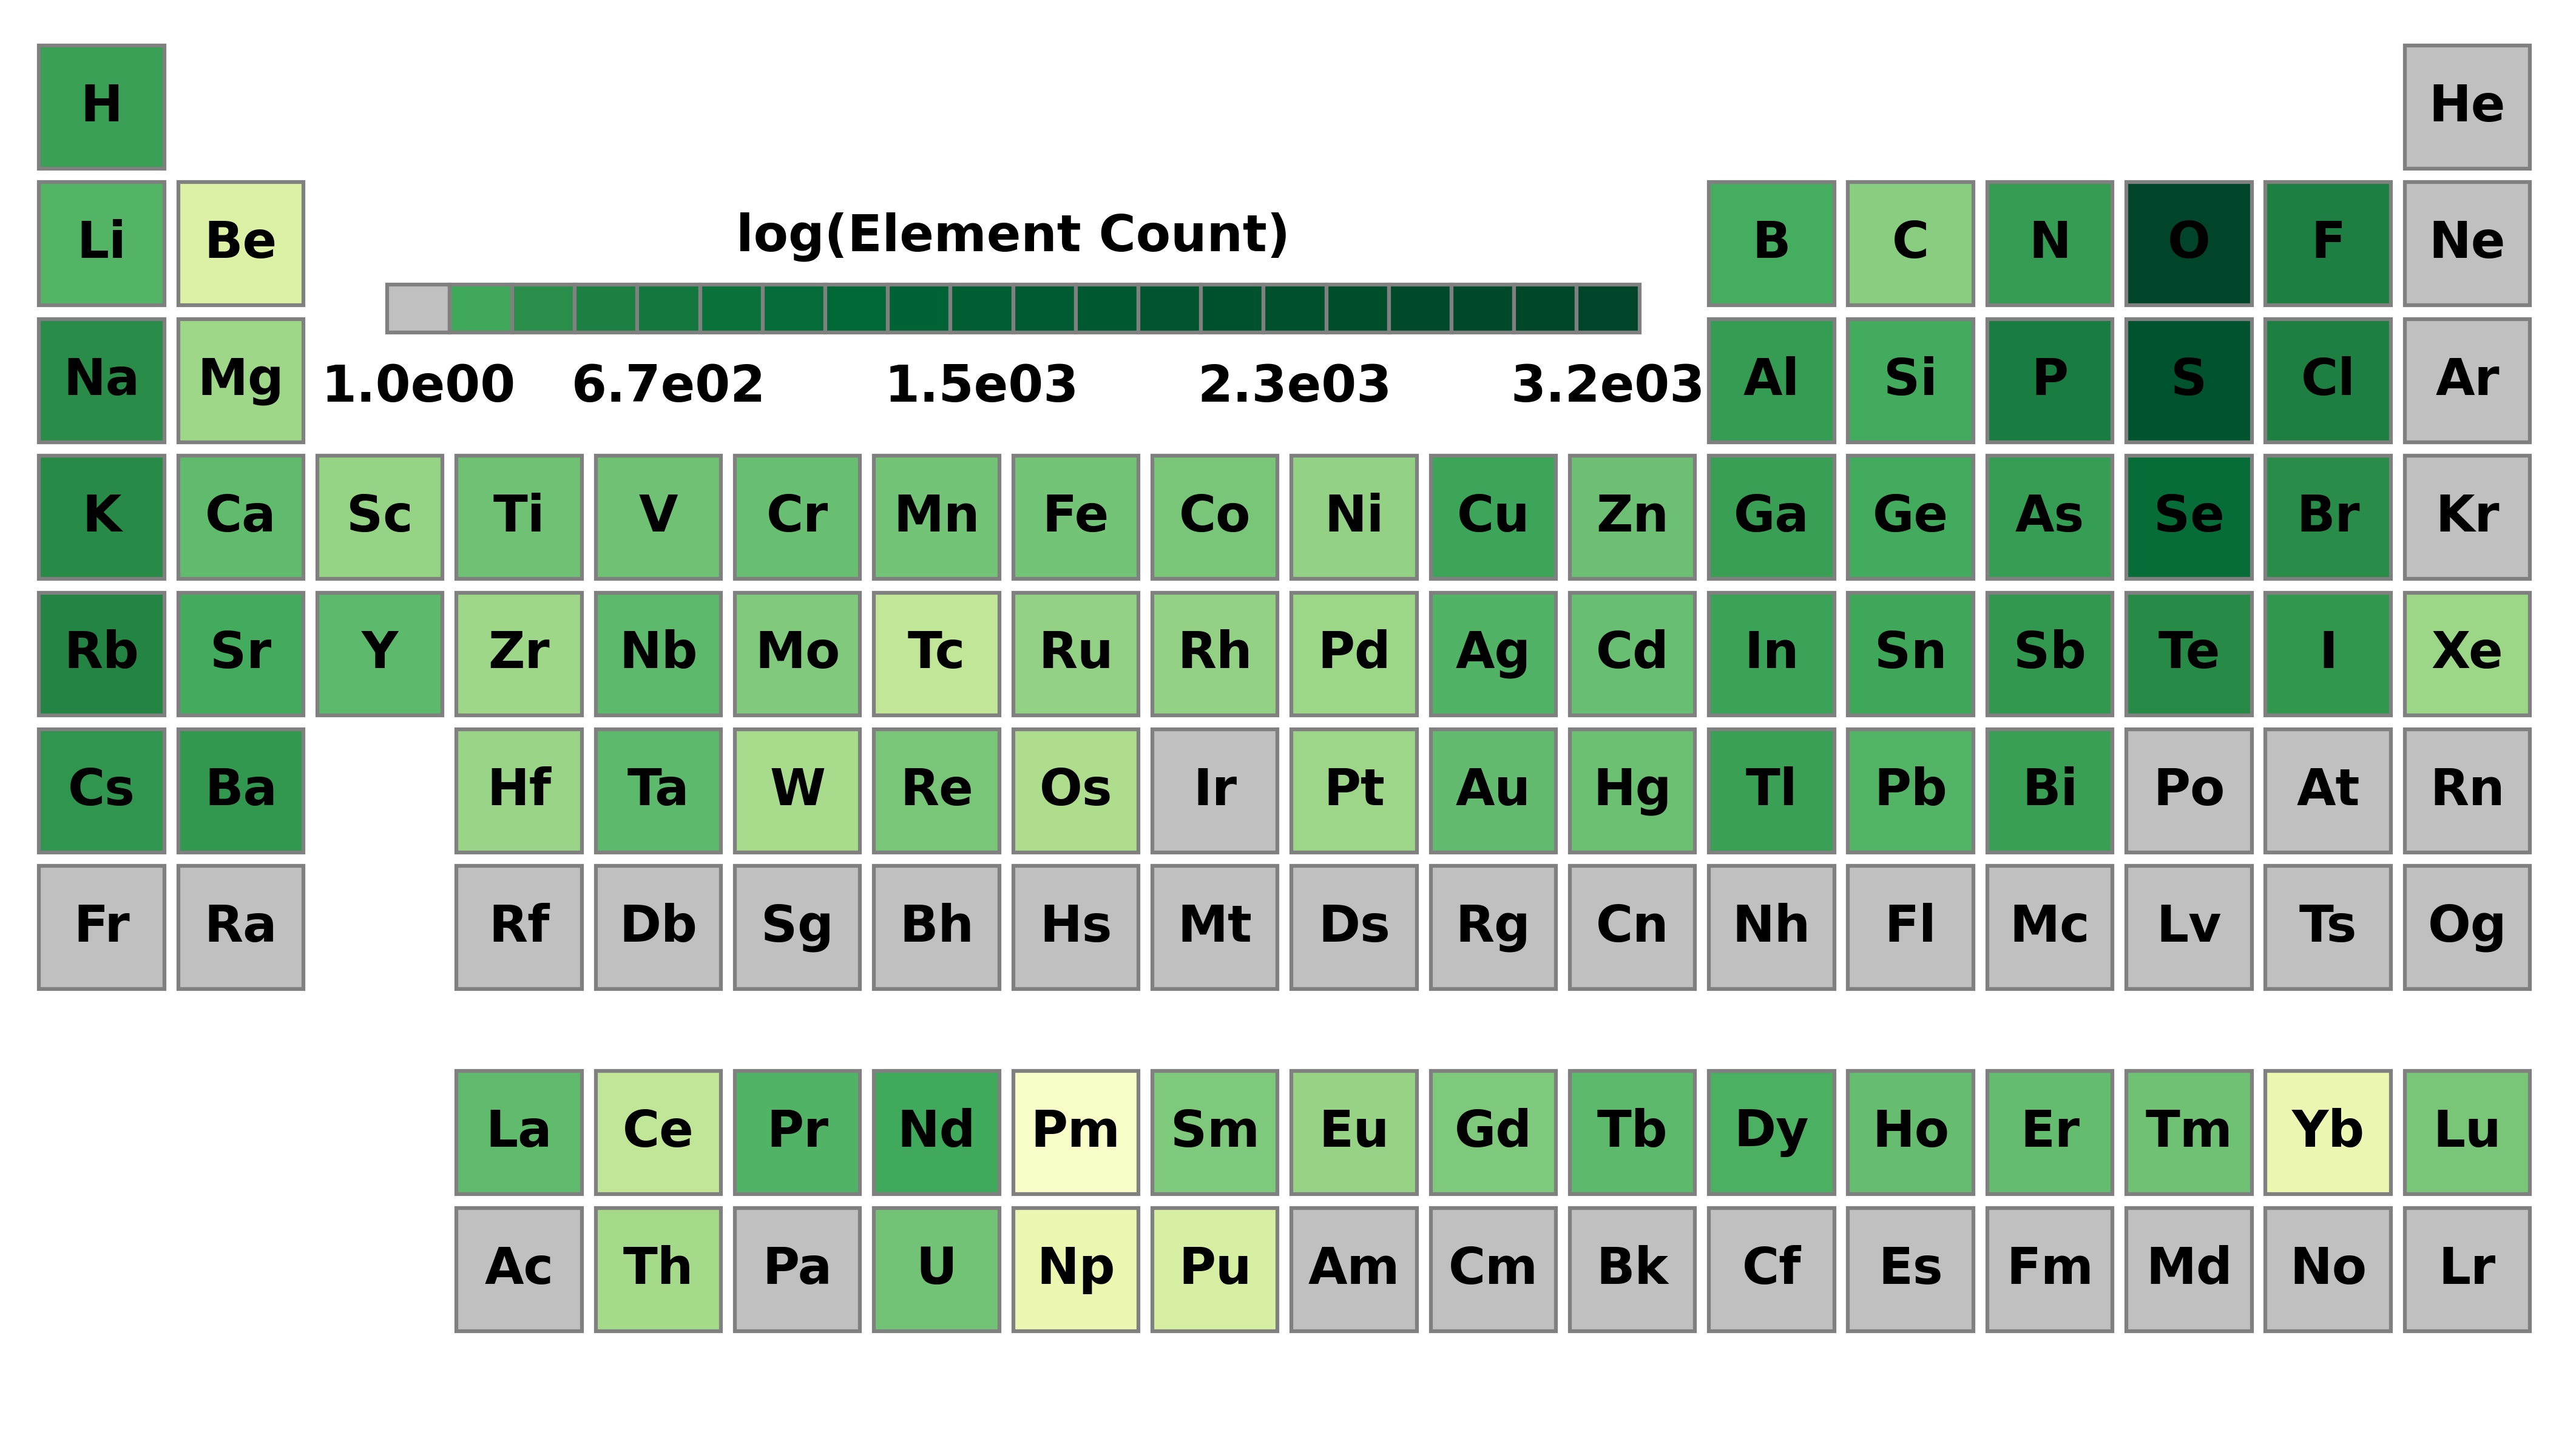 H He
Li Be B C N O F Ne
log(Element Count)
Na Mg Al Si P S Cl Ar
1.0e00 6.7e02 1.5e03 2.3e03 3.2e03
K Ca Sc Ti V Cr Mn Fe Co Ni Cu Zn Ga Ge As Se Br Kr
Rb Sr Y Zr Nb Mo Tc Ru Rh Pd Ag Cd In Sn Sb Te I Xe
Cs Ba Hf Ta W Re Os Ir Pt Au Hg Tl Pb Bi Po At Rn
Fr Ra Rf Db Sg Bh Hs Mt Ds Rg Cn Nh Fl Mc Lv Ts Og
La Ce Pr Nd Pm Sm Eu Gd Tb Dy Ho Er Tm Yb Lu
Ac Th Pa U Np Pu Am Cm Bk Cf Es Fm Md No Lr